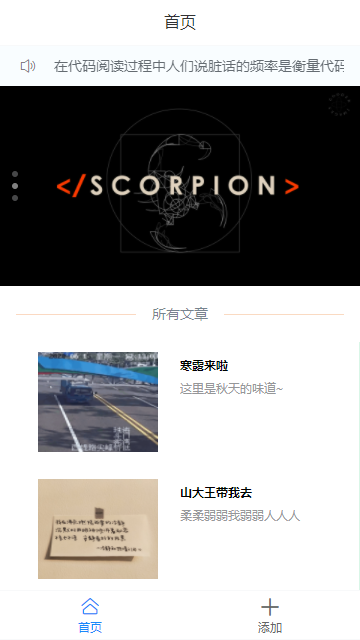 首页
在代码阅读过程中人们说脏话的频率是衡量代码
</SCORPION>
所有文章
寒露来啦
这里是秋天的味道~
山大王带我去
柔柔弱弱我弱弱人人人
首页
添加